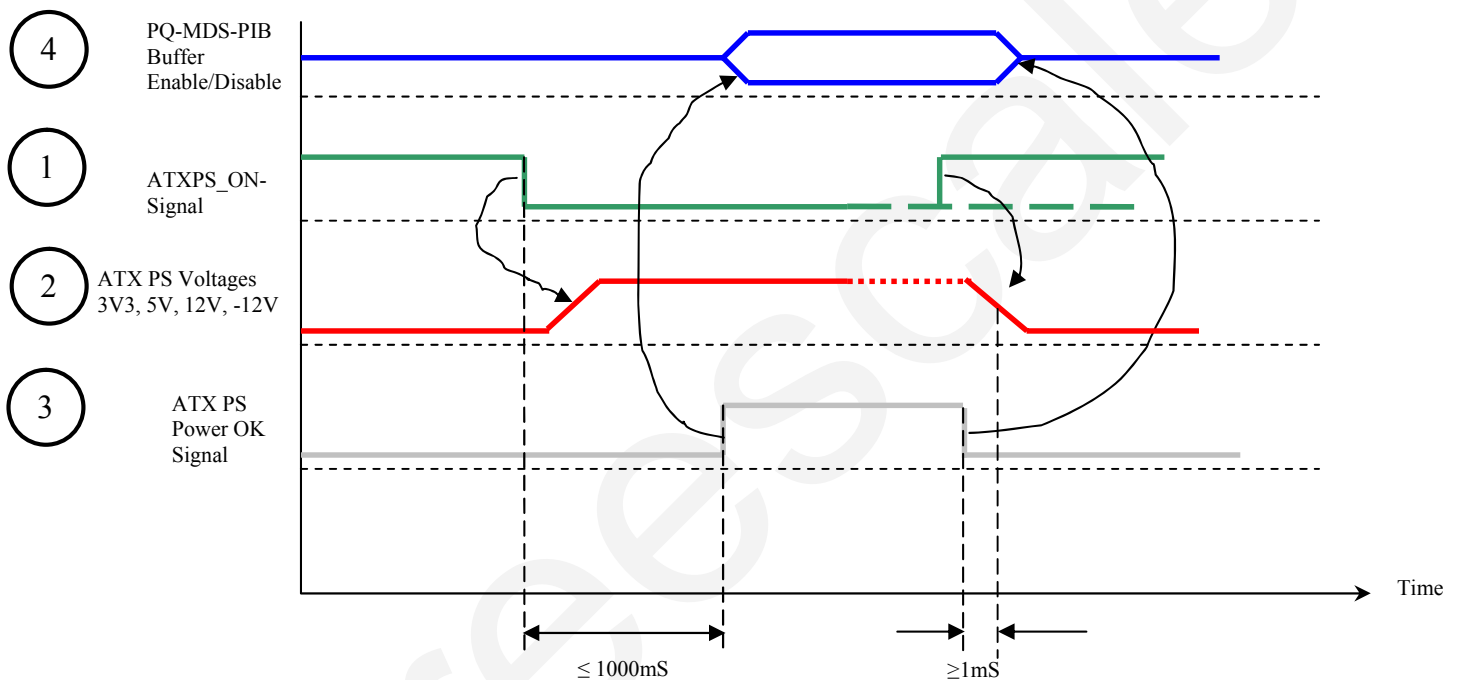 4
PQ-MDS-PIB
Buffer
Enable/Disable
1
ATXPS_ON-
Signal
2
ATX PS Voltages
3V3, 5V, 12V, -12V
3
ATX PS
Power OK
Signal
Time
≤ 1000mS
≥1mS
eescale